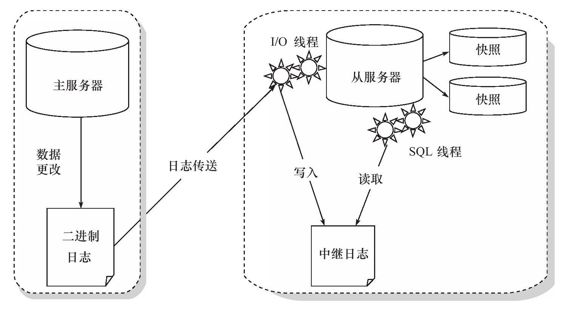 主服务器
数据
更改
二进制
日志
日志传送
I/O 线程
从服务器
快照
快照
SQL 线程
写入
读取
中继日志